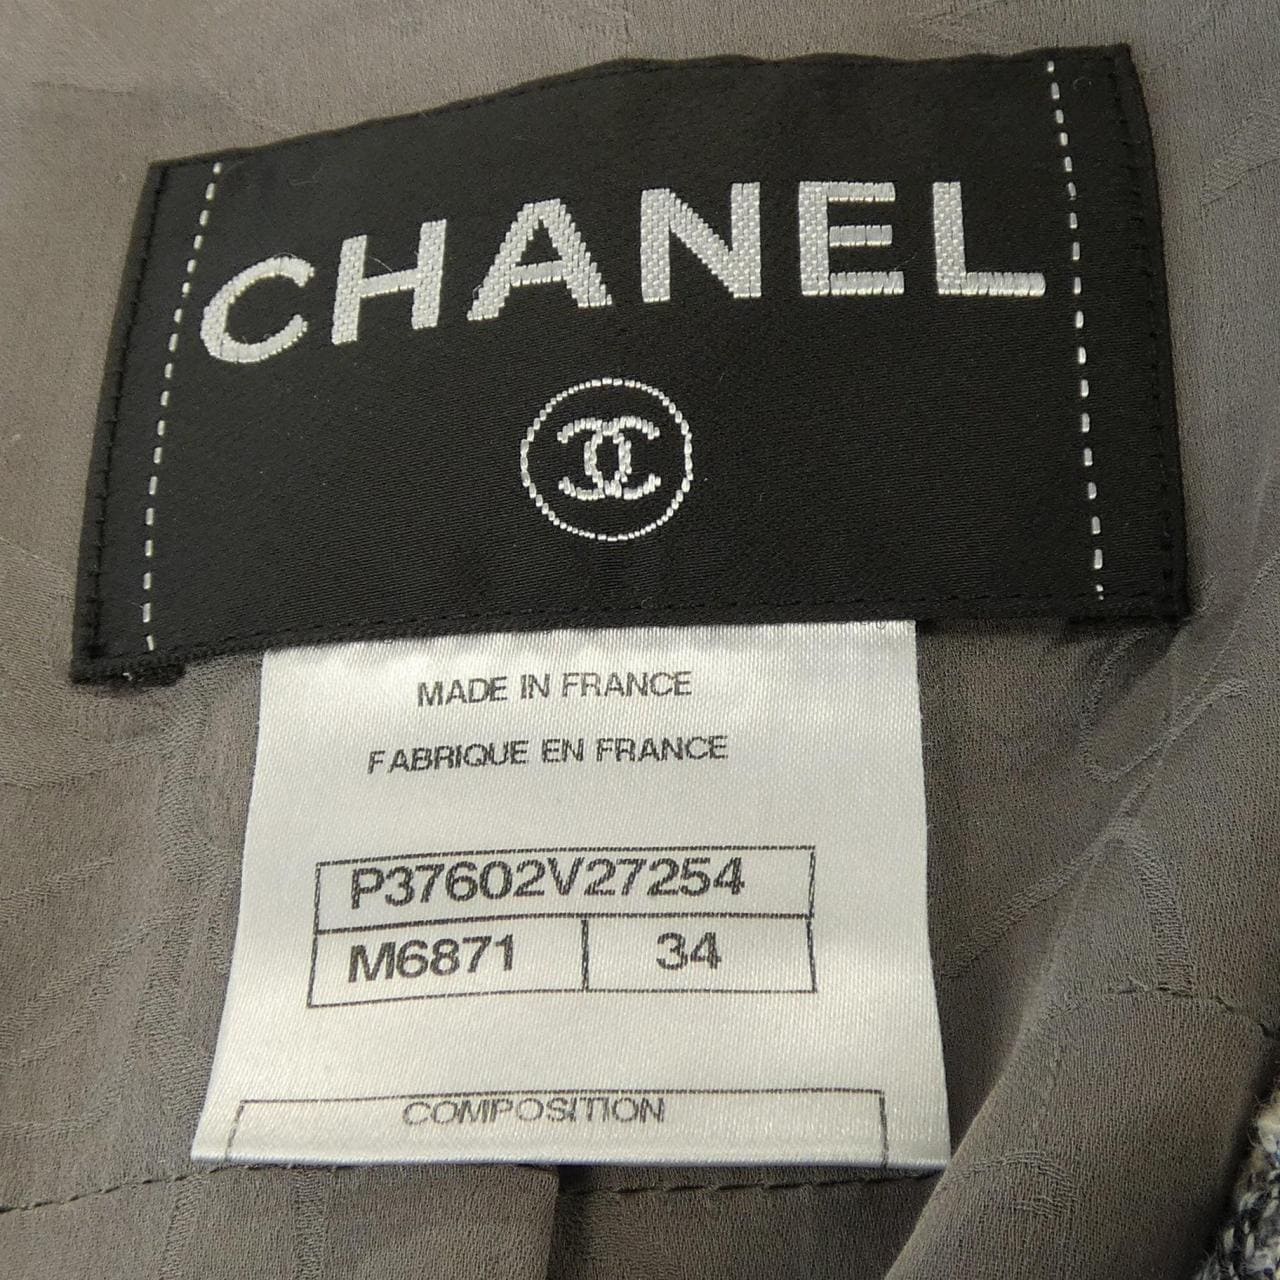 CHANEL
MADE IN FRANCE
FABRIQUE EN FRANCE
P37602V27254
M6871 34
COMPOSITION